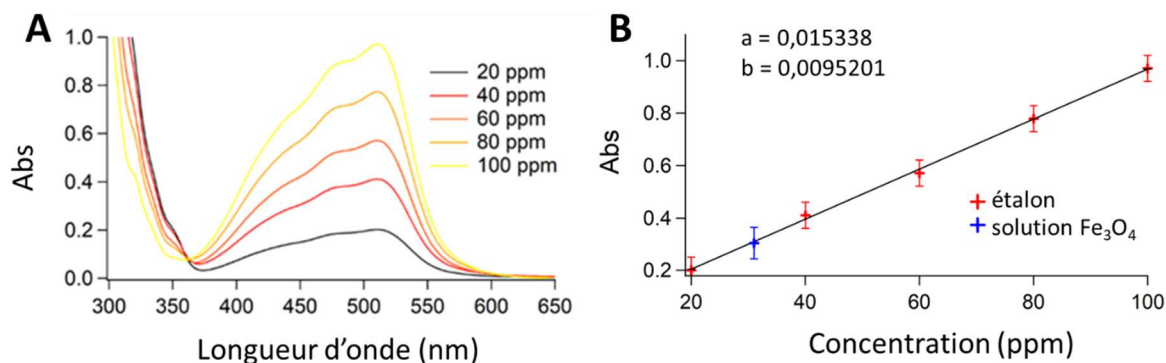 A
Abs
1.0
0.8
0.6
0.4
0.2
0.0
300 350 400 450 500 550 600 650
Longueur d'onde (nm)
20 ppm
40 ppm
60 ppm
80 ppm
100 ppm
B
a = 0,015338
b = 0,0095201
Abs
1.0
0.8
0.6
0.4
0.2
20 40 60 80 100
Concentration (ppm)
étalon
solution Fe₃O₄